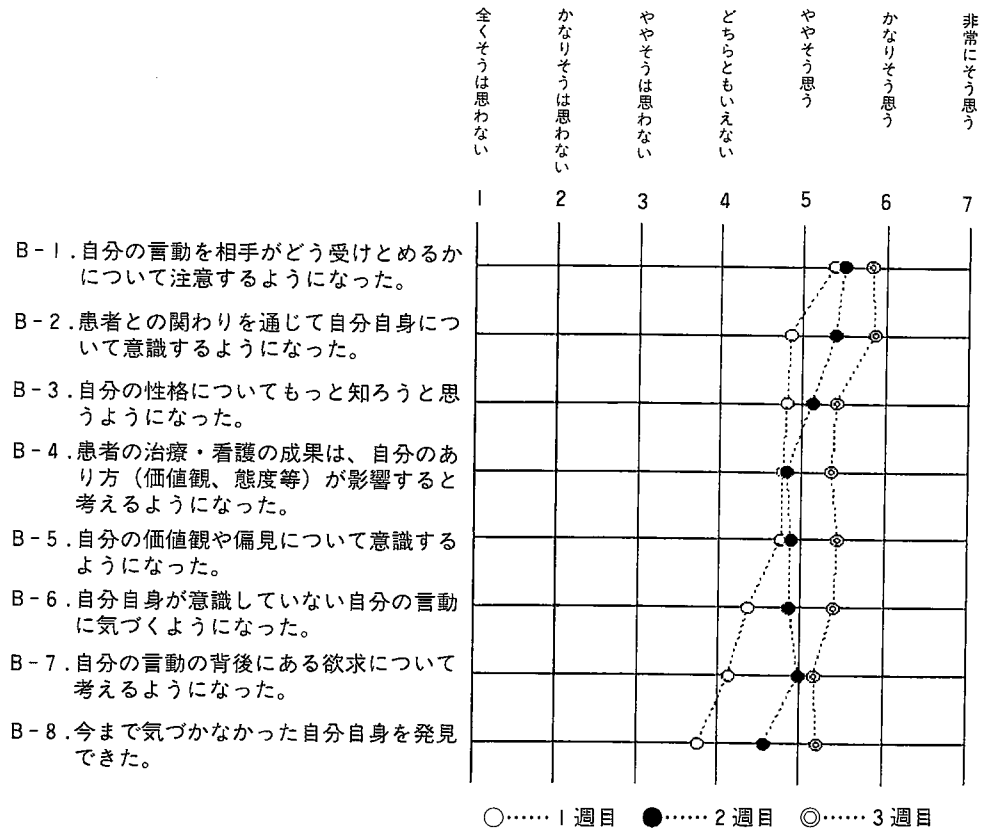 全くそうは思わない
かなりそうは思わない
ややそうは思わない
どちらともいえない
ややそう思う
かなりそう思う
非常にそう思う
1 2 3 4 5 6 7
B-1.自分の言動を相手がどう受けとめるか
について注意するようになった。
B-2.患者との関わりを通じて自分自身につ
いて意識するようになった。
B-3.自分の性格についてもっと知ろうと思
うようになった。
B-4.患者の治療・看護の成果は、自分のあ
り方（価値観、態度等）が影響すると
考えるようになった。
B-5.自分の価値観や偏見について意識する
ようになった。
B-6.自分自身が意識していない自分の言動
に気づくようになった。
B-7.自分の言動の背後にある欲求について
考えるようになった。
B-8.今まで気づかなかった自分自身を発見
できた。
○……1週目 ●……2週目 ◎……3週目